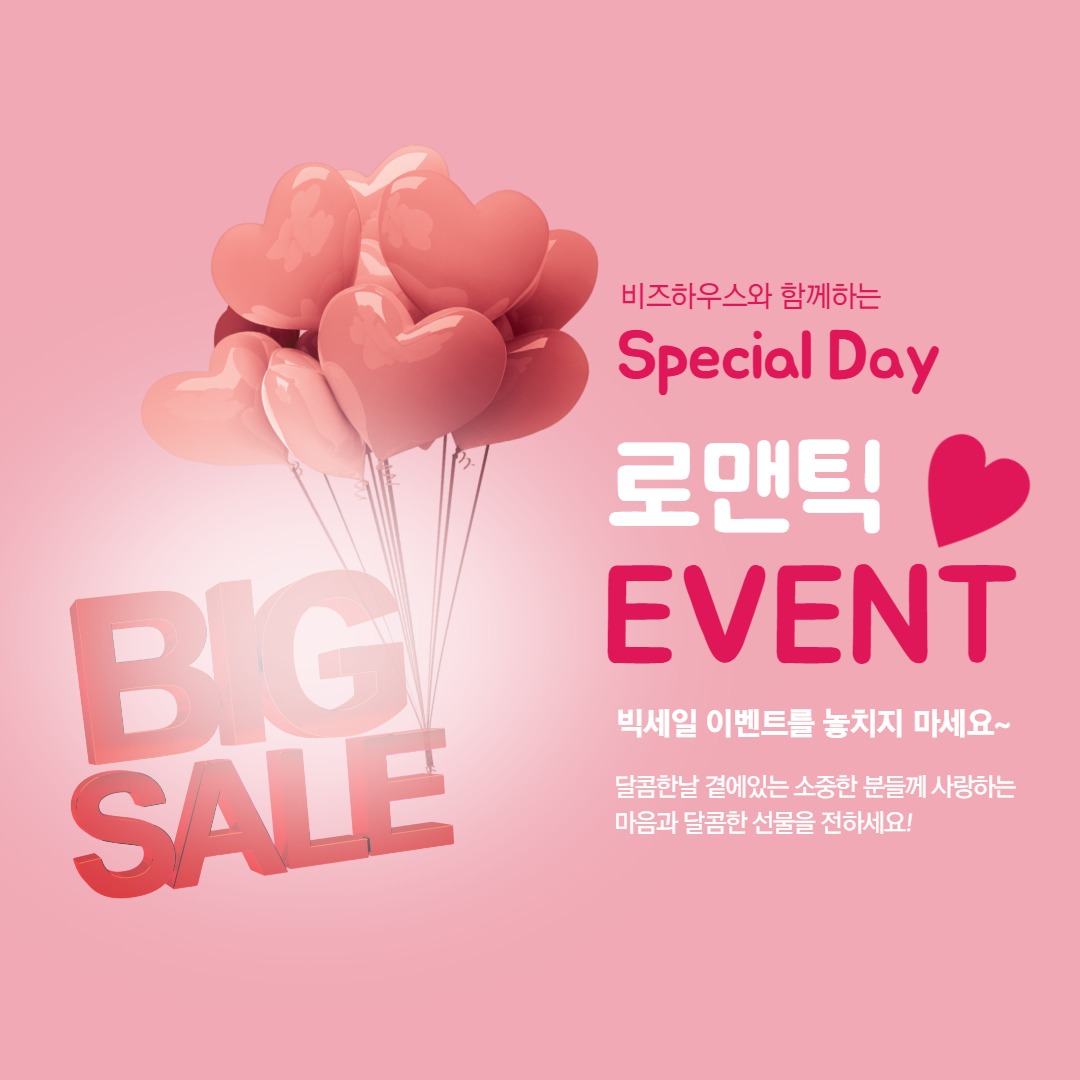 비즈하우스와 함께하는
Special Day
로맨틱
EVENT
빅세일 이벤트를 놓치지 마세요~
달콤한날 곁에있는 소중한 분들께 사랑하는
마음과 달콤한 선물을 전하세요!
BIG
SALE